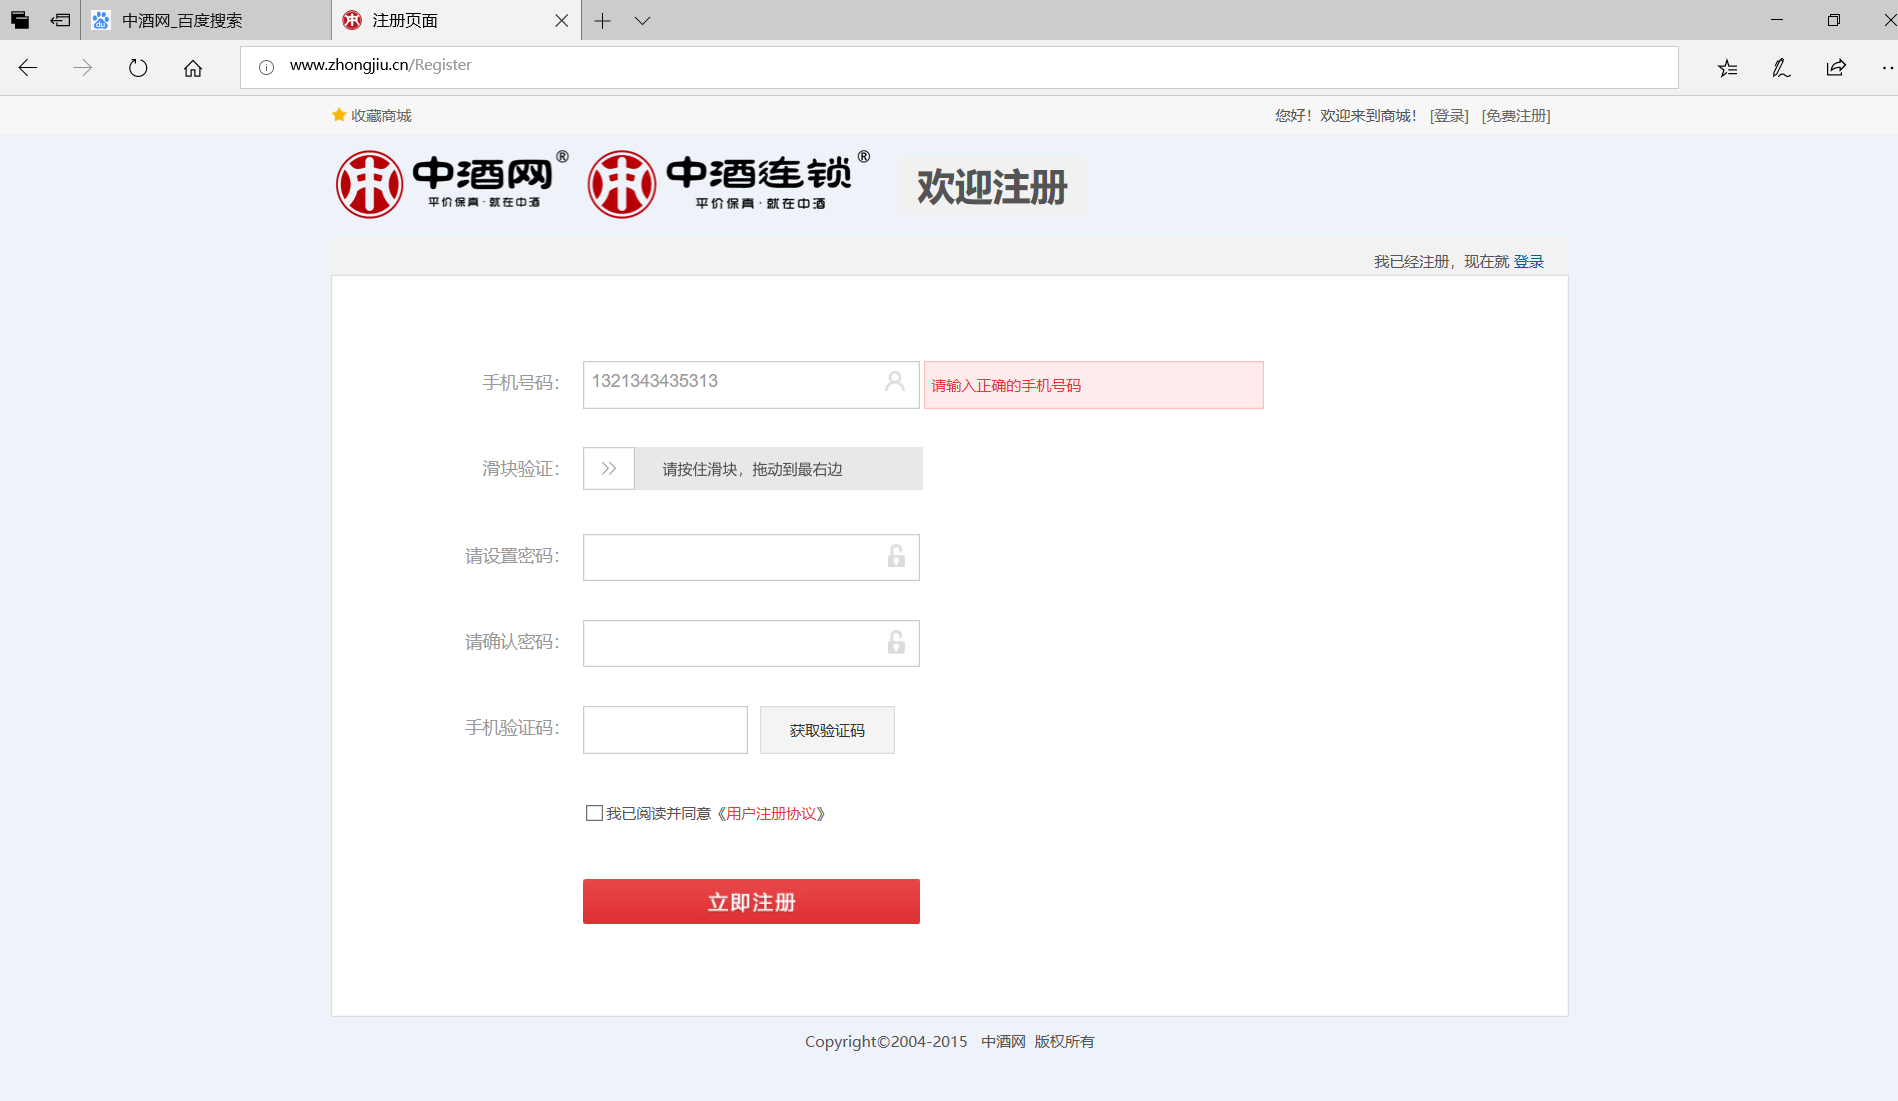 中酒网_百度搜索
注册页面
www.zhongjiu.cn/Register
收藏商城
您好！欢迎来到商城！ [登录] [免费注册]
中酒网®
平价保真·就在中酒
中酒连锁®
平价保真·就在中酒
欢迎注册
我已经注册，现在就 登录
手机号码：
1321343435313
请输入正确的手机号码
滑块验证：
请按住滑块，拖动到最右边
请设置密码：
请确认密码：
手机验证码：
获取验证码
我已阅读并同意《用户注册协议》
立即注册
Copyright©2004-2015 中酒网 版权所有